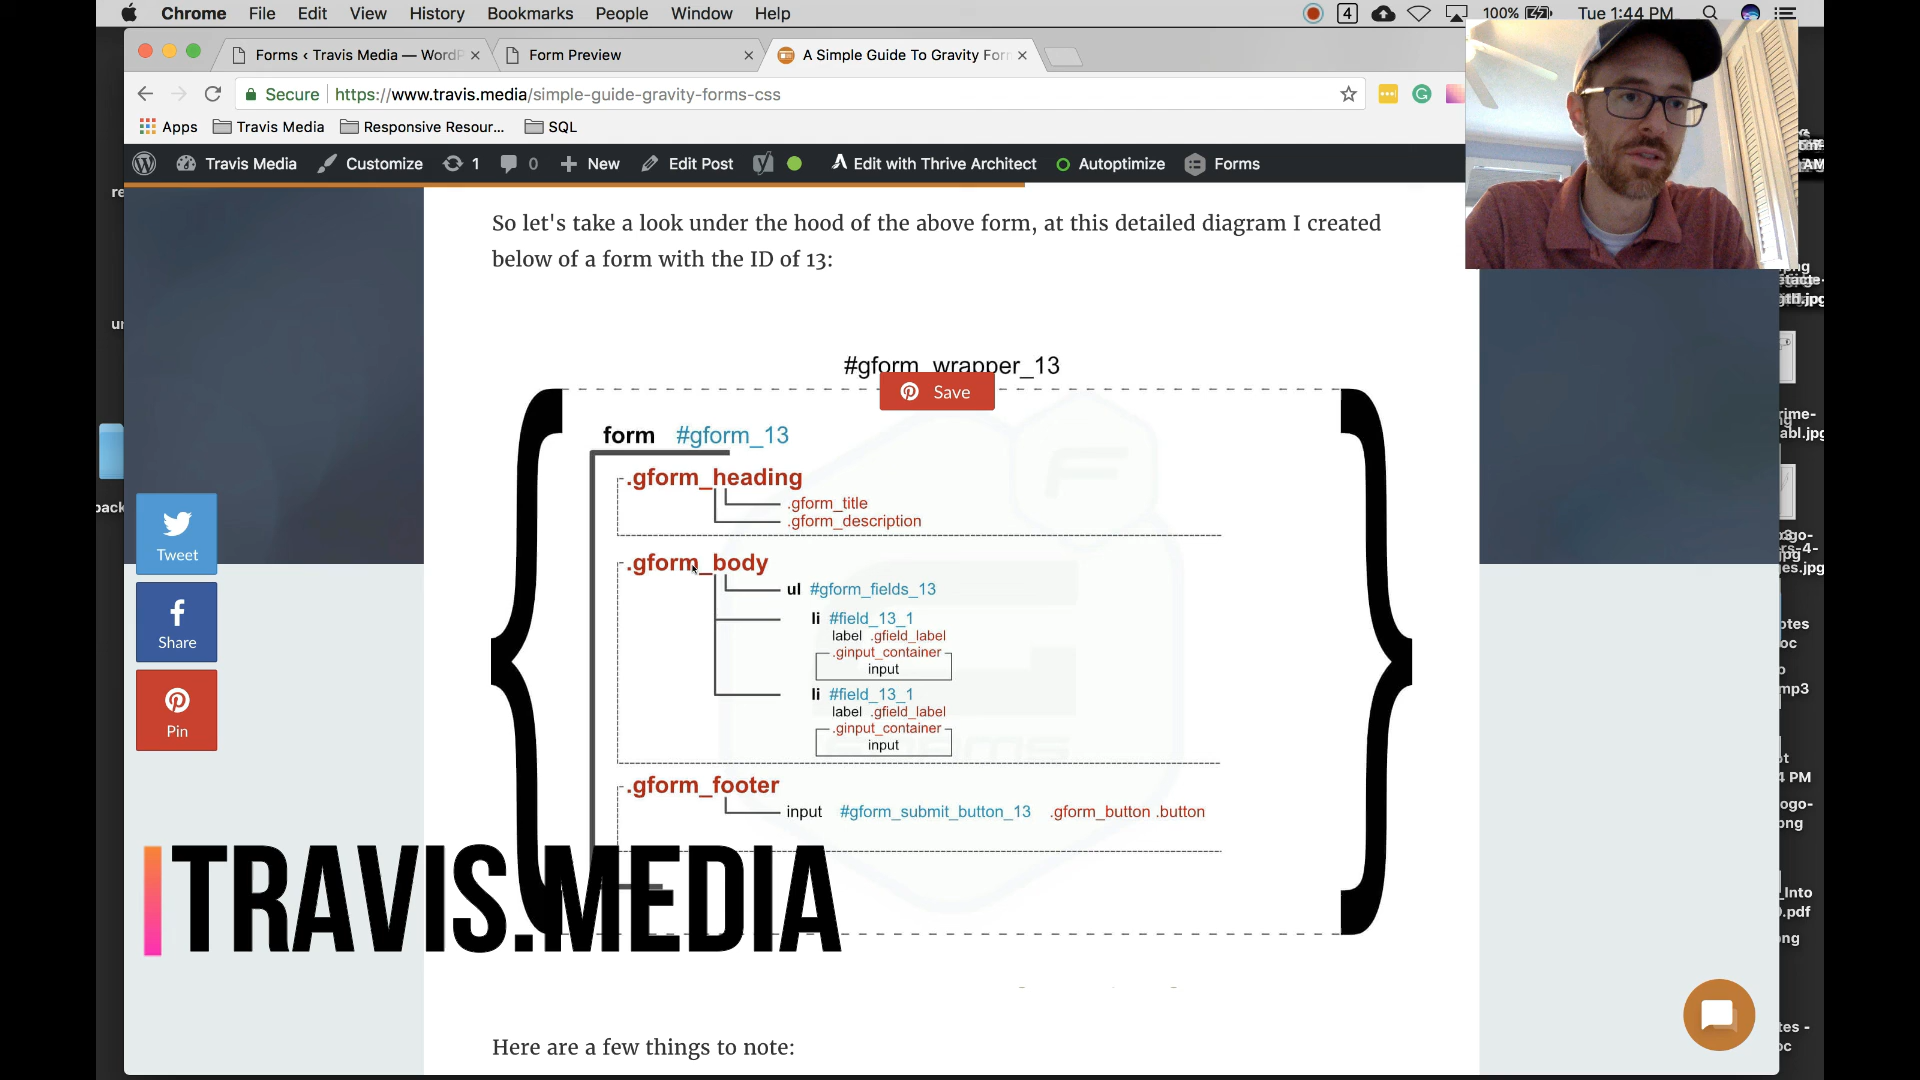 Chrome File Edit View History Bookmarks People Window Help 4 100% Tue 1:44 PM
Forms ‹ Travis Media — WordP Form Preview A Simple Guide To Gravity For
Secure https://www.travis.media/simple-guide-gravity-forms-css
Apps Travis Media Responsive Resour... SQL
Travis Media Customize 1 0 New Edit Post Edit with Thrive Architect Autoptimize Forms
So let's take a look under the hood of the above form, at this detailed diagram I created
below of a form with the ID of 13:
#gform_wrapper_13
Save
form #gform_13
.gform_heading
.gform_title
.gform_description
.gform_body
ul #gform_fields_13
li #field_13_1
label .gfield_label
.ginput_container
input
li #field_13_1
label .gfield_label
.ginput_container
input
.gform_footer
input #gform_submit_button_13 .gform_button .button
Tweet
Share
Pin
TRAVIS.MEDIA
Here are a few things to note: